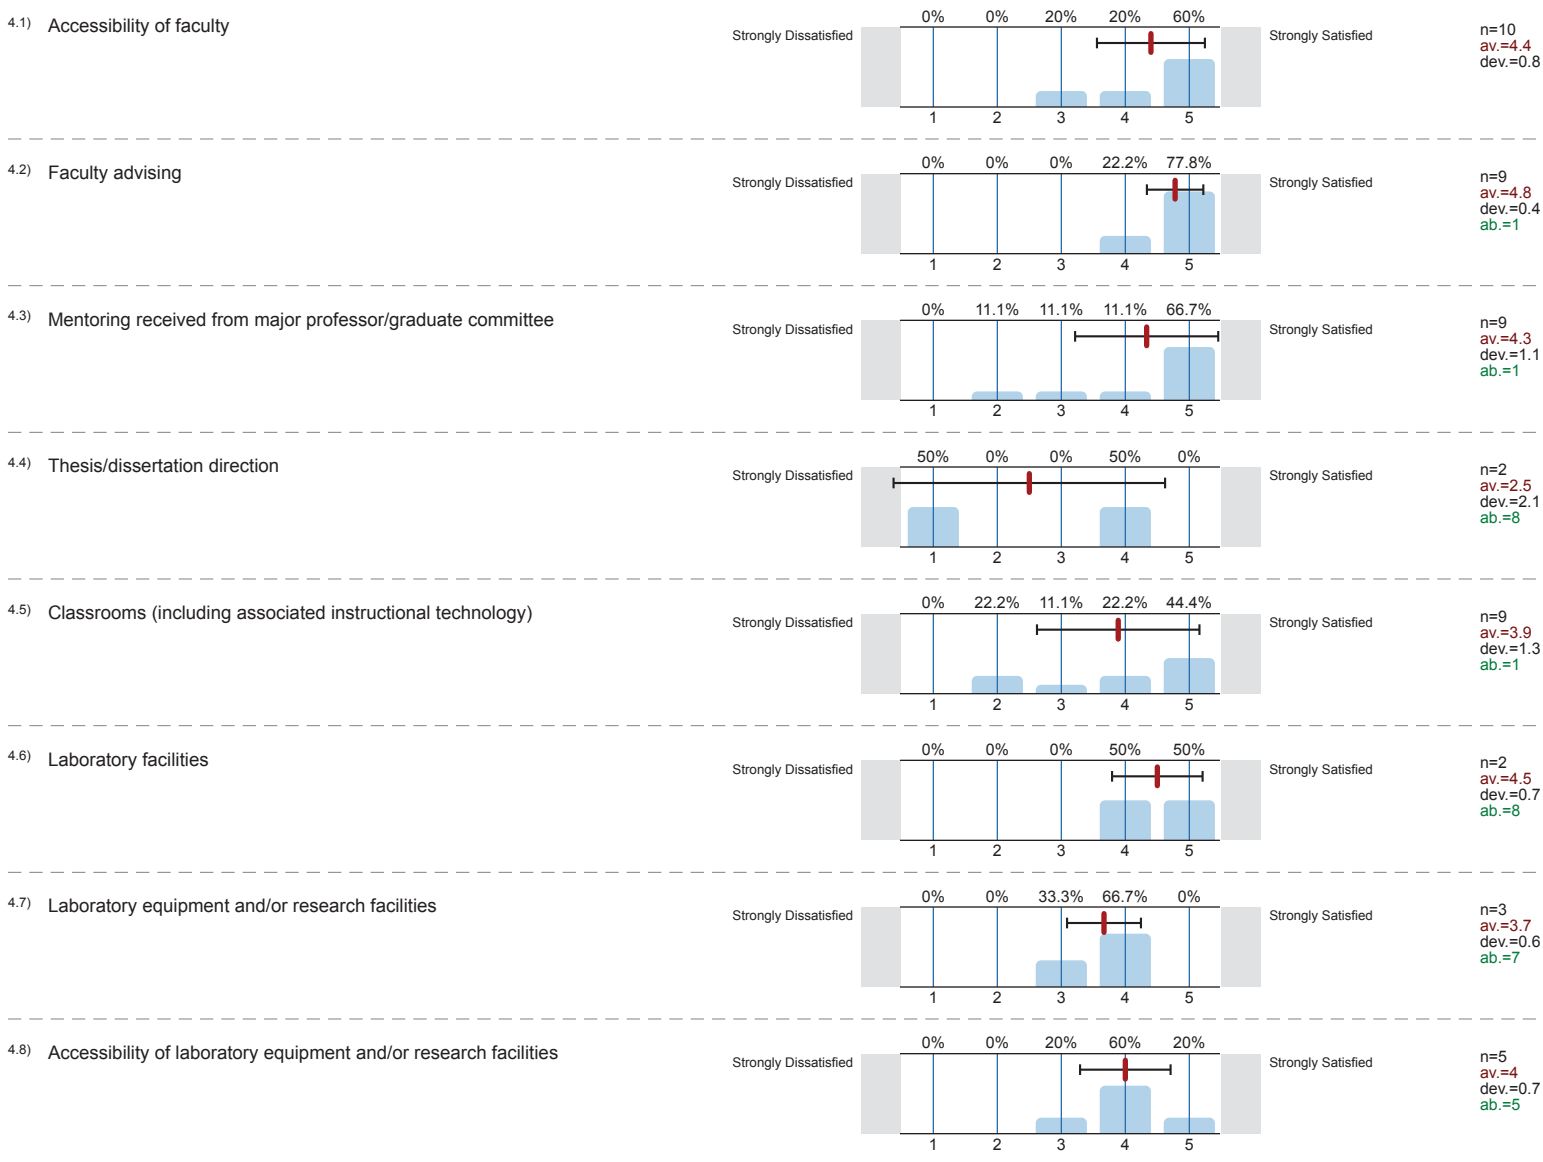 4.1) Accessibility of faculty
0% 0% 20% 20% 60%
Strongly Dissatisfied Strongly Satisfied
n=10
av.=4.4
dev.=0.8
1 2 3 4 5
4.2) Faculty advising
0% 0% 0% 22.2% 77.8%
Strongly Dissatisfied Strongly Satisfied
n=9
av.=4.8
dev.=0.4
ab.=1
1 2 3 4 5
4.3) Mentoring received from major professor/graduate committee
0% 11.1% 11.1% 11.1% 66.7%
Strongly Dissatisfied Strongly Satisfied
n=9
av.=4.3
dev.=1.1
ab.=1
1 2 3 4 5
4.4) Thesis/dissertation direction
50% 0% 0% 50% 0%
Strongly Dissatisfied Strongly Satisfied
n=2
av.=2.5
dev.=2.1
ab.=8
1 2 3 4 5
4.5) Classrooms (including associated instructional technology)
0% 22.2% 11.1% 22.2% 44.4%
Strongly Dissatisfied Strongly Satisfied
n=9
av.=3.9
dev.=1.3
ab.=1
1 2 3 4 5
4.6) Laboratory facilities
0% 0% 0% 50% 50%
Strongly Dissatisfied Strongly Satisfied
n=2
av.=4.5
dev.=0.7
ab.=8
1 2 3 4 5
4.7) Laboratory equipment and/or research facilities
0% 0% 33.3% 66.7% 0%
Strongly Dissatisfied Strongly Satisfied
n=3
av.=3.7
dev.=0.6
ab.=7
1 2 3 4 5
4.8) Accessibility of laboratory equipment and/or research facilities
0% 0% 20% 60% 20%
Strongly Dissatisfied Strongly Satisfied
n=5
av.=4
dev.=0.7
ab.=5
1 2 3 4 5